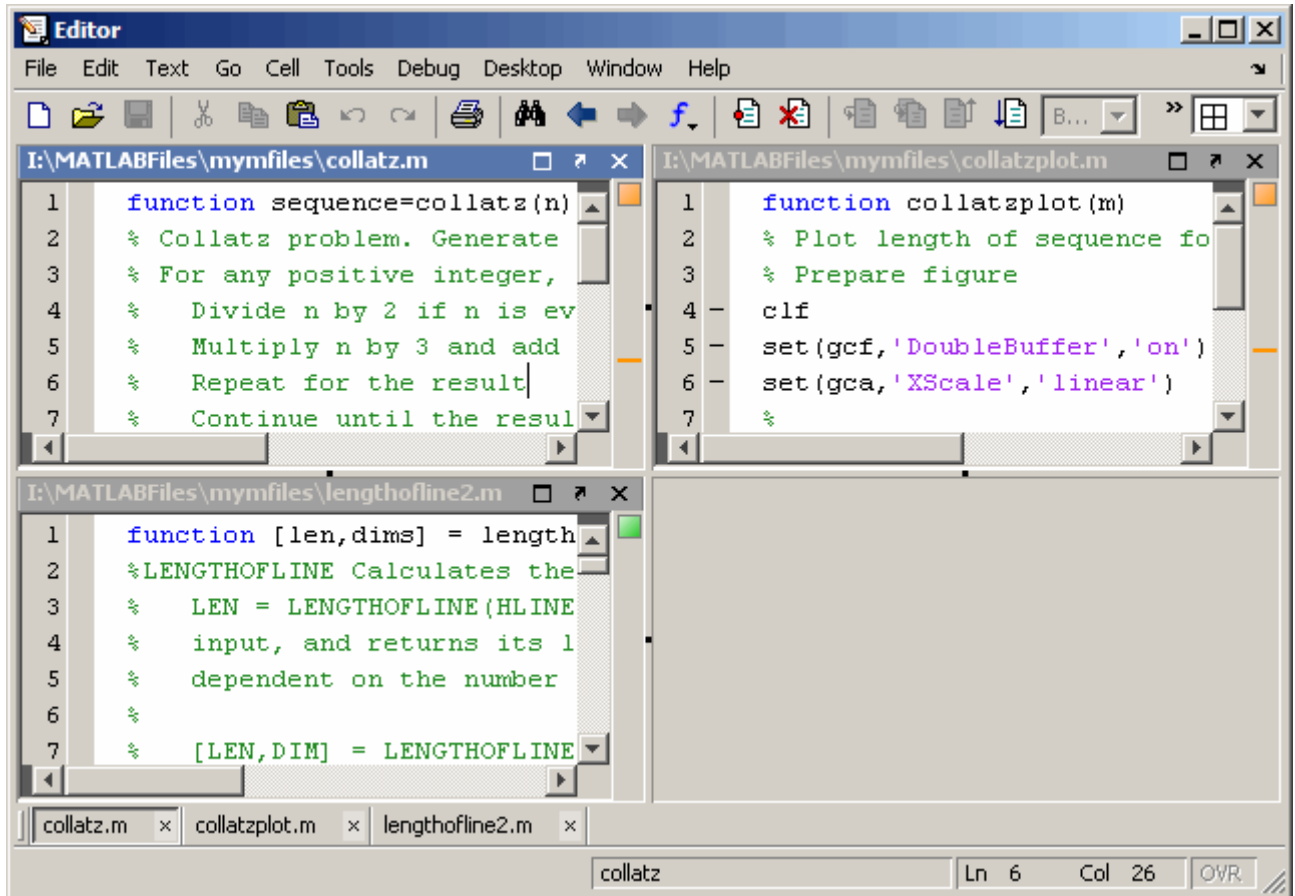 Editor
File Edit Text Go Cell Tools Debug Desktop Window Help
B... »
I:\MATLABFiles\mymfiles\collatz.m
1 function sequence=collatz(n)
2 % Collatz problem. Generate
3 % For any positive integer,
4 %   Divide n by 2 if n is ev
5 %   Multiply n by 3 and add
6 %   Repeat for the result
7 %   Continue until the resul
I:\MATLABFiles\mymfiles\collatzplot.m
1 function collatzplot(m)
2 % Plot length of sequence fo
3 % Prepare figure
4 – clf
5 – set(gcf,'DoubleBuffer','on')
6 – set(gca,'XScale','linear')
7 %
I:\MATLABFiles\mymfiles\lengthofline2.m
1 function [len,dims] = length
2 %LENGTHOFLINE Calculates the
3 %   LEN = LENGTHOFLINE(HLINE
4 %   input, and returns its l
5 %   dependent on the number
6 %
7 %   [LEN,DIM] = LENGTHOFLINE
collatz.m × collatzplot.m × lengthofline2.m ×
collatz Ln 6 Col 26 OVR